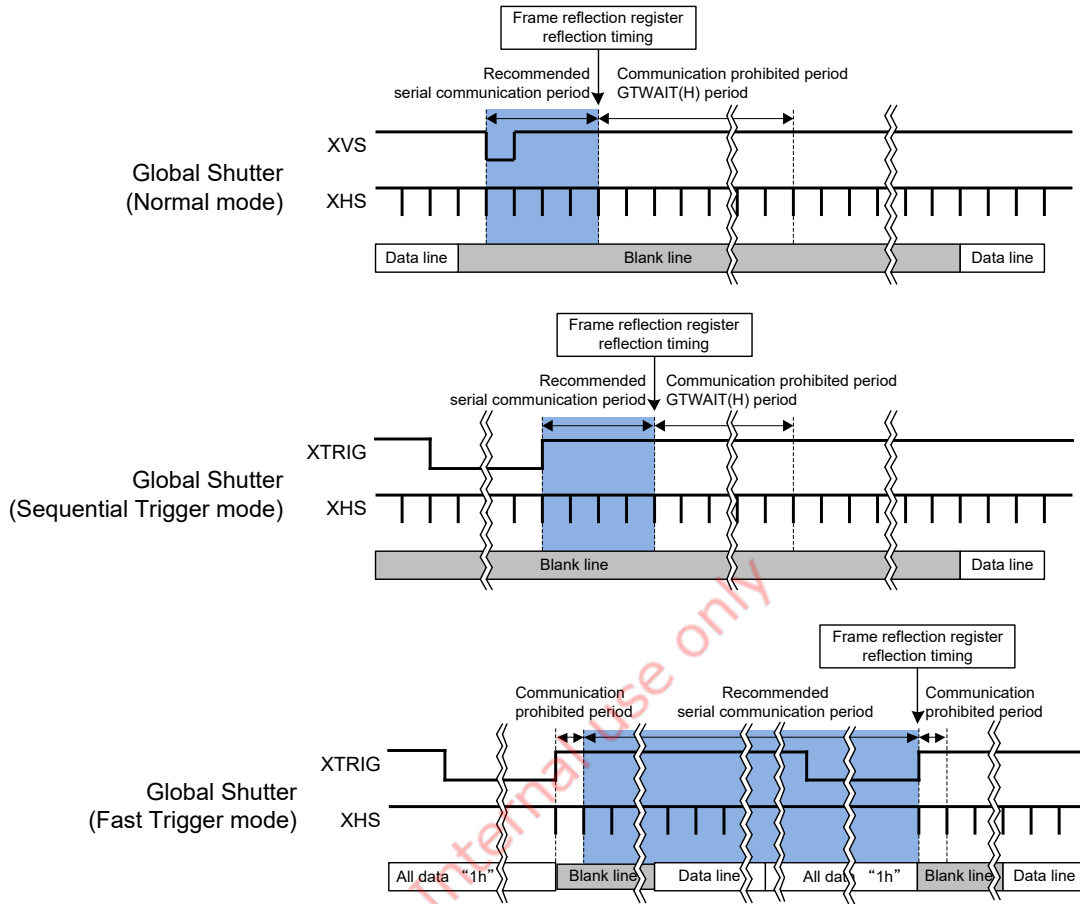 Frame reflection register
reflection timing
Recommended
serial communication period
Communication prohibited period
GTWAIT(H) period
XVS
Global Shutter
(Normal mode)
XHS
Data line
Blank line
Data line
Frame reflection register
reflection timing
Recommended
serial communication period
Communication prohibited period
GTWAIT(H) period
XTRIG
Global Shutter
(Sequential Trigger mode)
XHS
Blank line
Data line
Frame reflection register
reflection timing
Communication
prohibited period
Recommended
serial communication period
Communication
prohibited period
XTRIG
Global Shutter
(Fast Trigger mode)
XHS
All data “1h”
Blank line
Data line
All data “1h”
Blank line
Data line
Internal use only